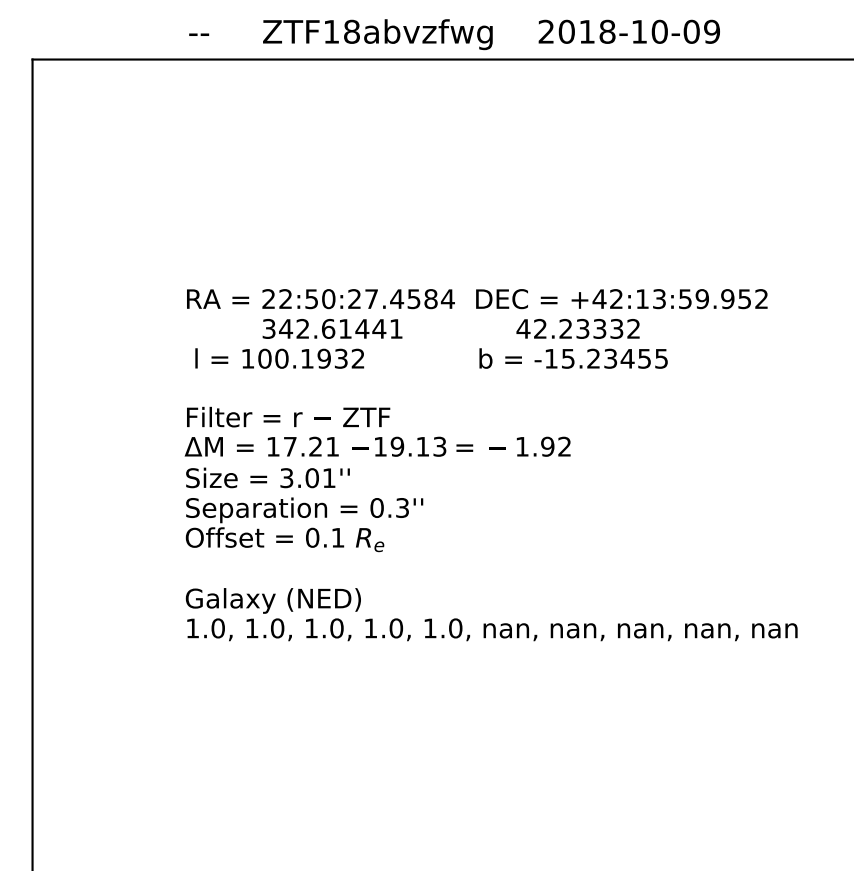 -- ZTF18abvzfwg 2018-10-09
RA = 22:50:27.4584 DEC = +42:13:59.952
342.61441 42.23332
l = 100.1932 b = -15.23455
Filter = r − ZTF
ΔM = 17.21 −19.13 = − 1.92
Size = 3.01''
Separation = 0.3''
Offset = 0.1 Rₑ
Galaxy (NED)
1.0, 1.0, 1.0, 1.0, 1.0, nan, nan, nan, nan, nan